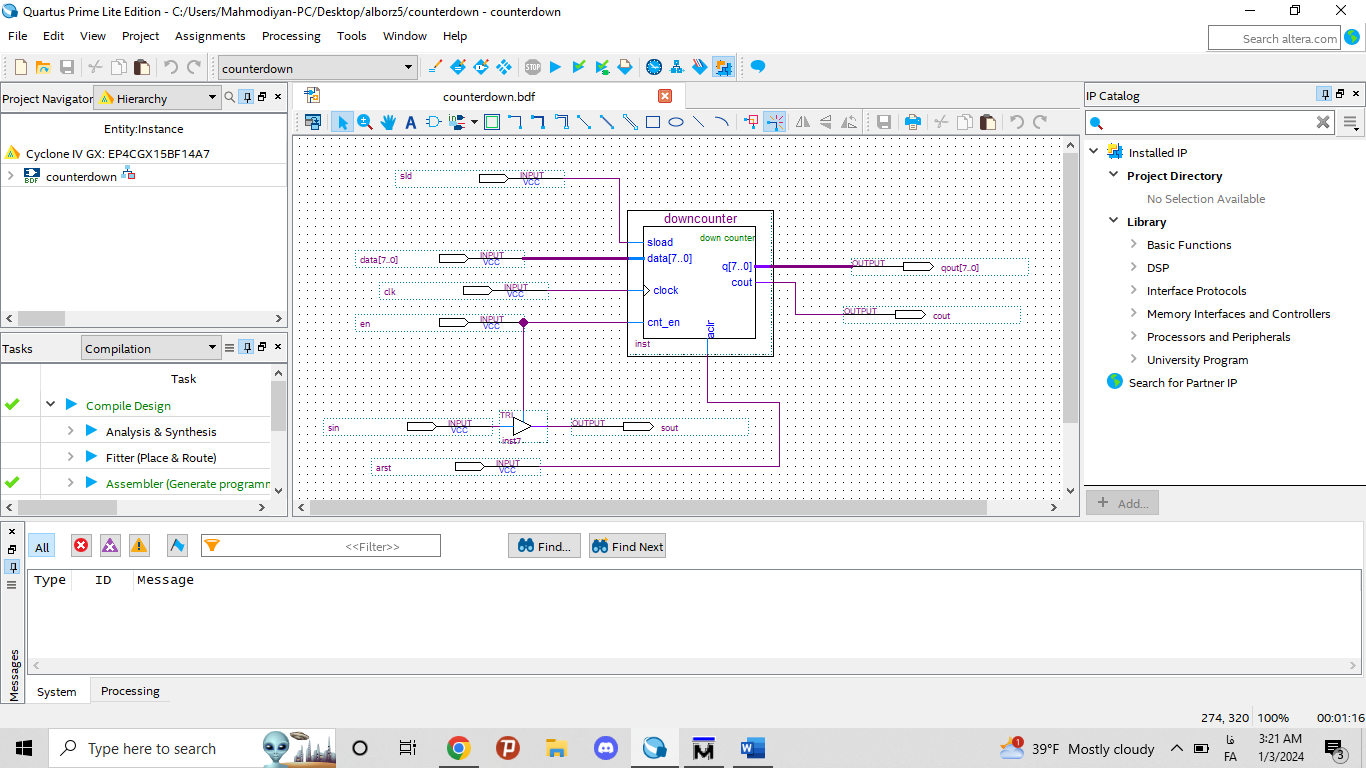 Quartus Prime Lite Edition - C:/Users/Mahmodiyan-PC/Desktop/alborz5/counterdown - counterdown
File Edit View Project Assignments Processing Tools Window Help
Search altera.com
counterdown
STOP
Project Navigator Hierarchy
counterdown.bdf
IP Catalog
Entity:Instance
Cyclone IV GX: EP4CGX15BF14A7
BDF counterdown
Tasks Compilation
Task
Compile Design
Analysis & Synthesis
Fitter (Place & Route)
Assembler (Generate programm
sld INPUT VCC
downcounter
down counter
sload
data[7..0] INPUT VCC
data[7..0]
q[7..0]
OUTPUT qout[7..0]
cout
clk INPUT VCC
clock
OUTPUT cout
en INPUT VCC
cnt_en
aclr
inst
TRI
sin INPUT VCC
OUTPUT sout
inst7
arst INPUT VCC
Installed IP
Project Directory
No Selection Available
Library
Basic Functions
DSP
Interface Protocols
Memory Interfaces and Controllers
Processors and Peripherals
University Program
Search for Partner IP
+ Add...
All
<<Filter>>
Find...
Find Next
Type ID Message
Messages
System Processing
274, 320 100% 00:01:16
Type here to search
1
39°F Mostly cloudy
فا
FA
3:21 AM
1/3/2024
3